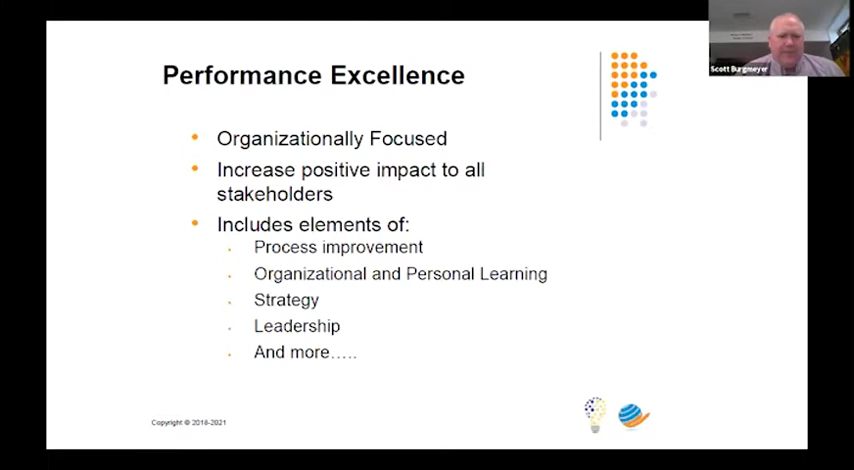 Performance Excellence
Scott Burgmeyer
Organizationally Focused
Increase positive impact to all
stakeholders
Includes elements of:
Process improvement
Organizational and Personal Learning
Strategy
Leadership
And more…..
Copyright © 2018-2021